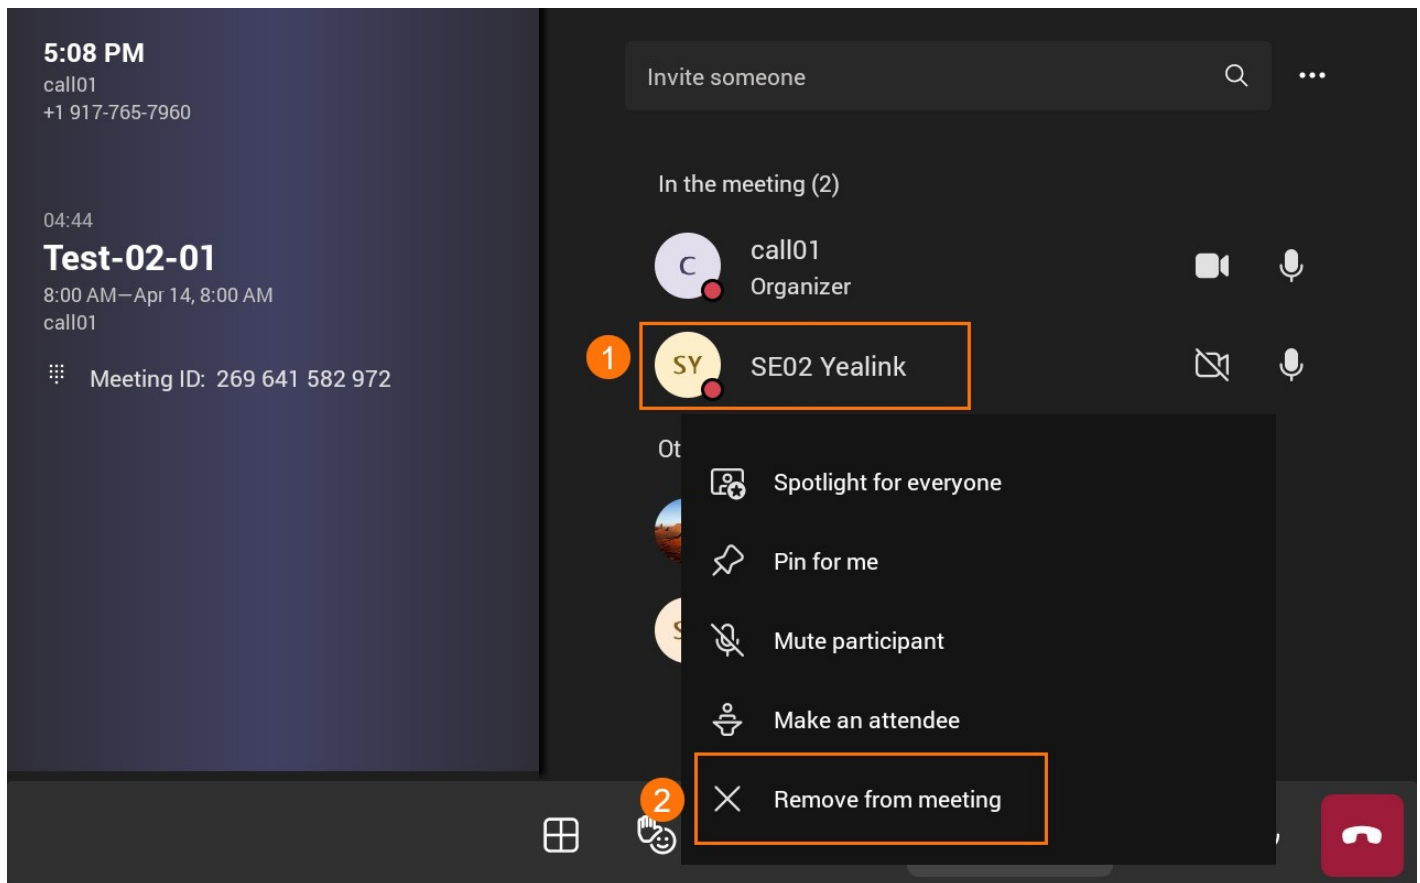 5:08 PM
call01
+1 917-765-7960
04:44
Test-02-01
8:00 AM—Apr 14, 8:00 AM
call01
Meeting ID: 269 641 582 972
Invite someone
In the meeting (2)
C
call01
Organizer
1
SY
SE02 Yealink
Ot
Spotlight for everyone
Pin for me
S
Mute participant
Make an attendee
2
Remove from meeting